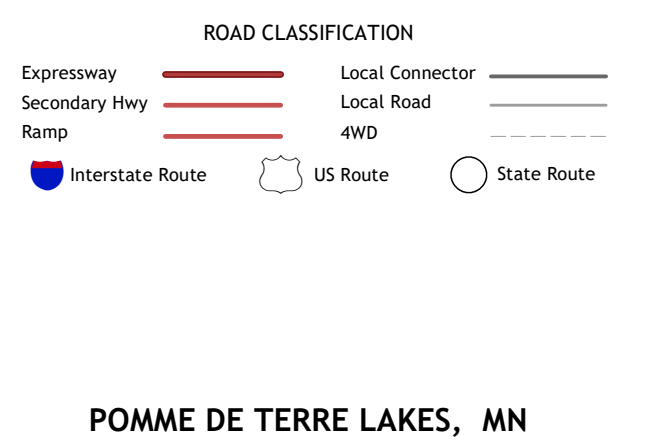 ROAD CLASSIFICATION
Expressway
Secondary Hwy
Ramp
Local Connector
Local Road
4WD
Interstate Route
US Route
State Route
POMME DE TERRE LAKES, MN